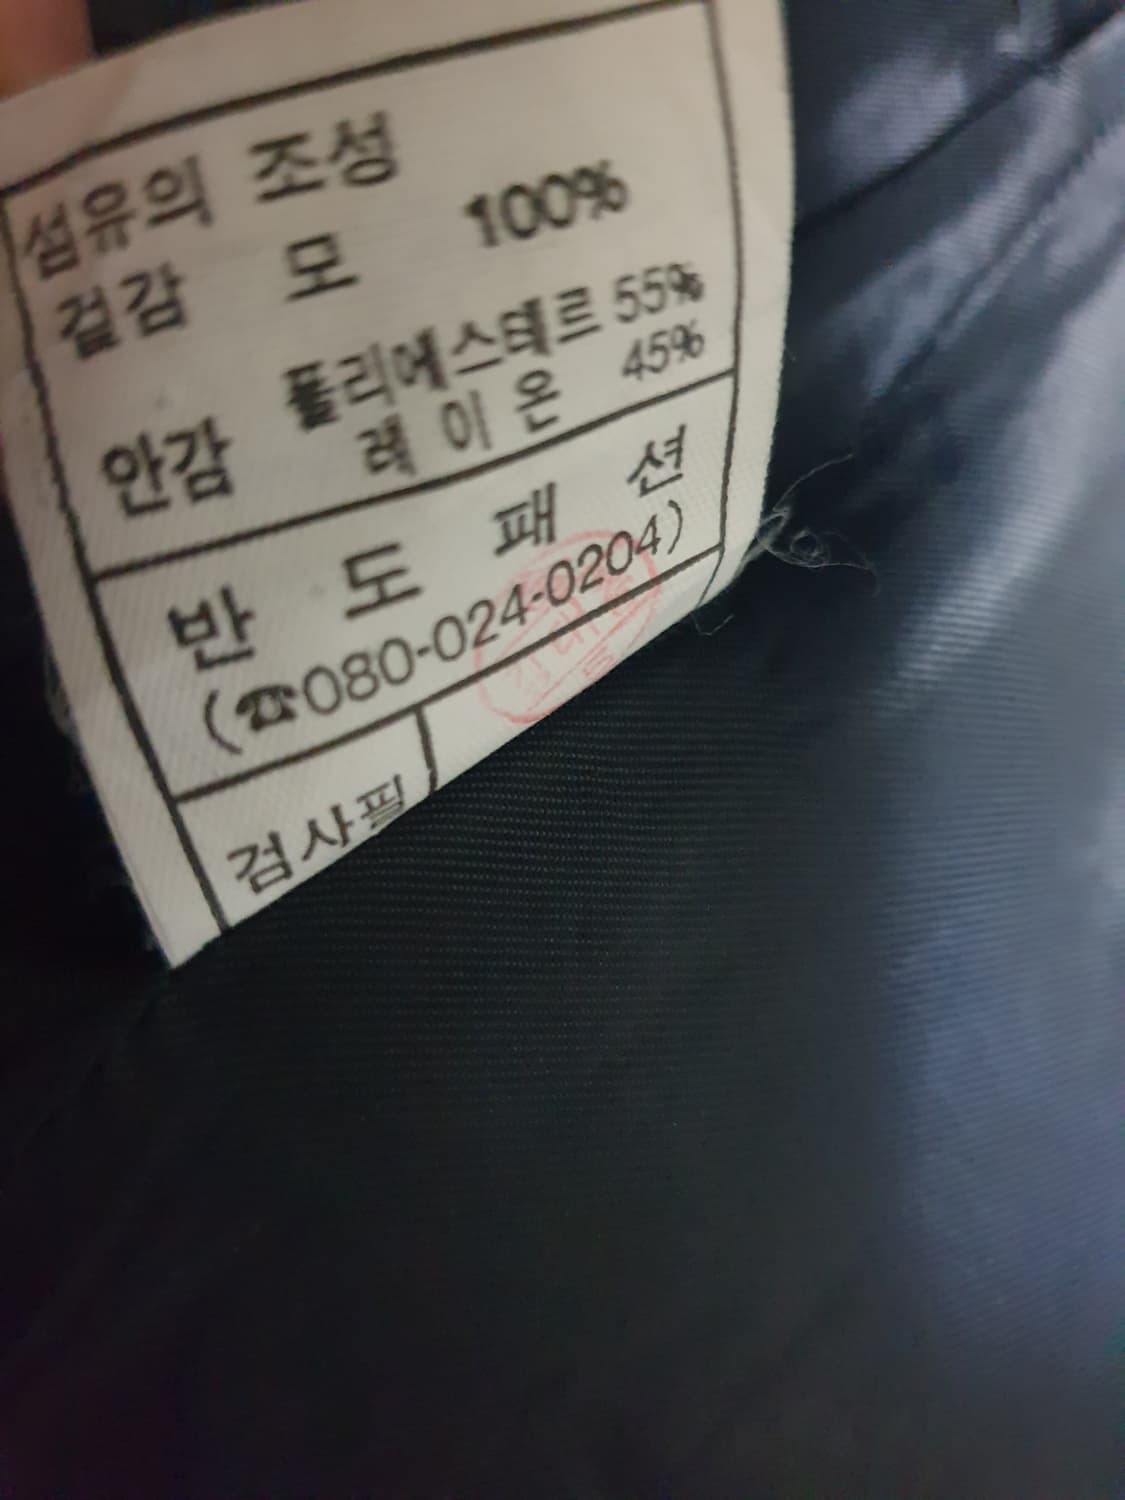 섬유의 조성
겉감 모 100%
폴리에스테르 55%
안감 레이온 45%
반도패션
(☎080-024-0204)
검사필